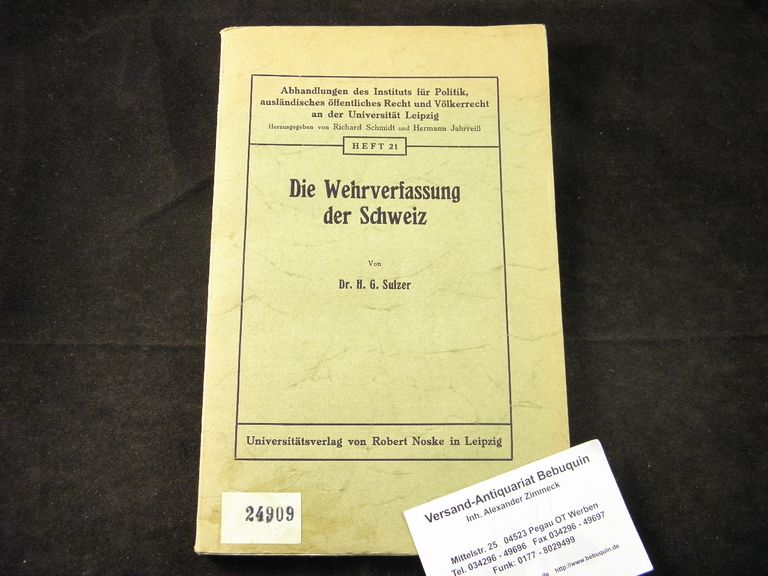 Abhandlungen des Instituts für Politik,
ausländisches öffentliches Recht und Völkerrecht
an der Universität Leipzig
Herausgegeben von Richard Schmidt und Hermann Jahrreiß
HEFT 21
Die Wehrverfassung
der Schweiz
Von
Dr. H. G. Sulzer
Universitätsverlag von Robert Noske in Leipzig
24909
Versand-Antiquariat Bebuquin
Inh. Alexander Zimmeck
Mittelstr. 25 04523 Pegau OT Werben
Tel. 034296 - 49696 Fax 034296 - 49697
Funk: 0177 - 8029499
http://www.bebuquin.de